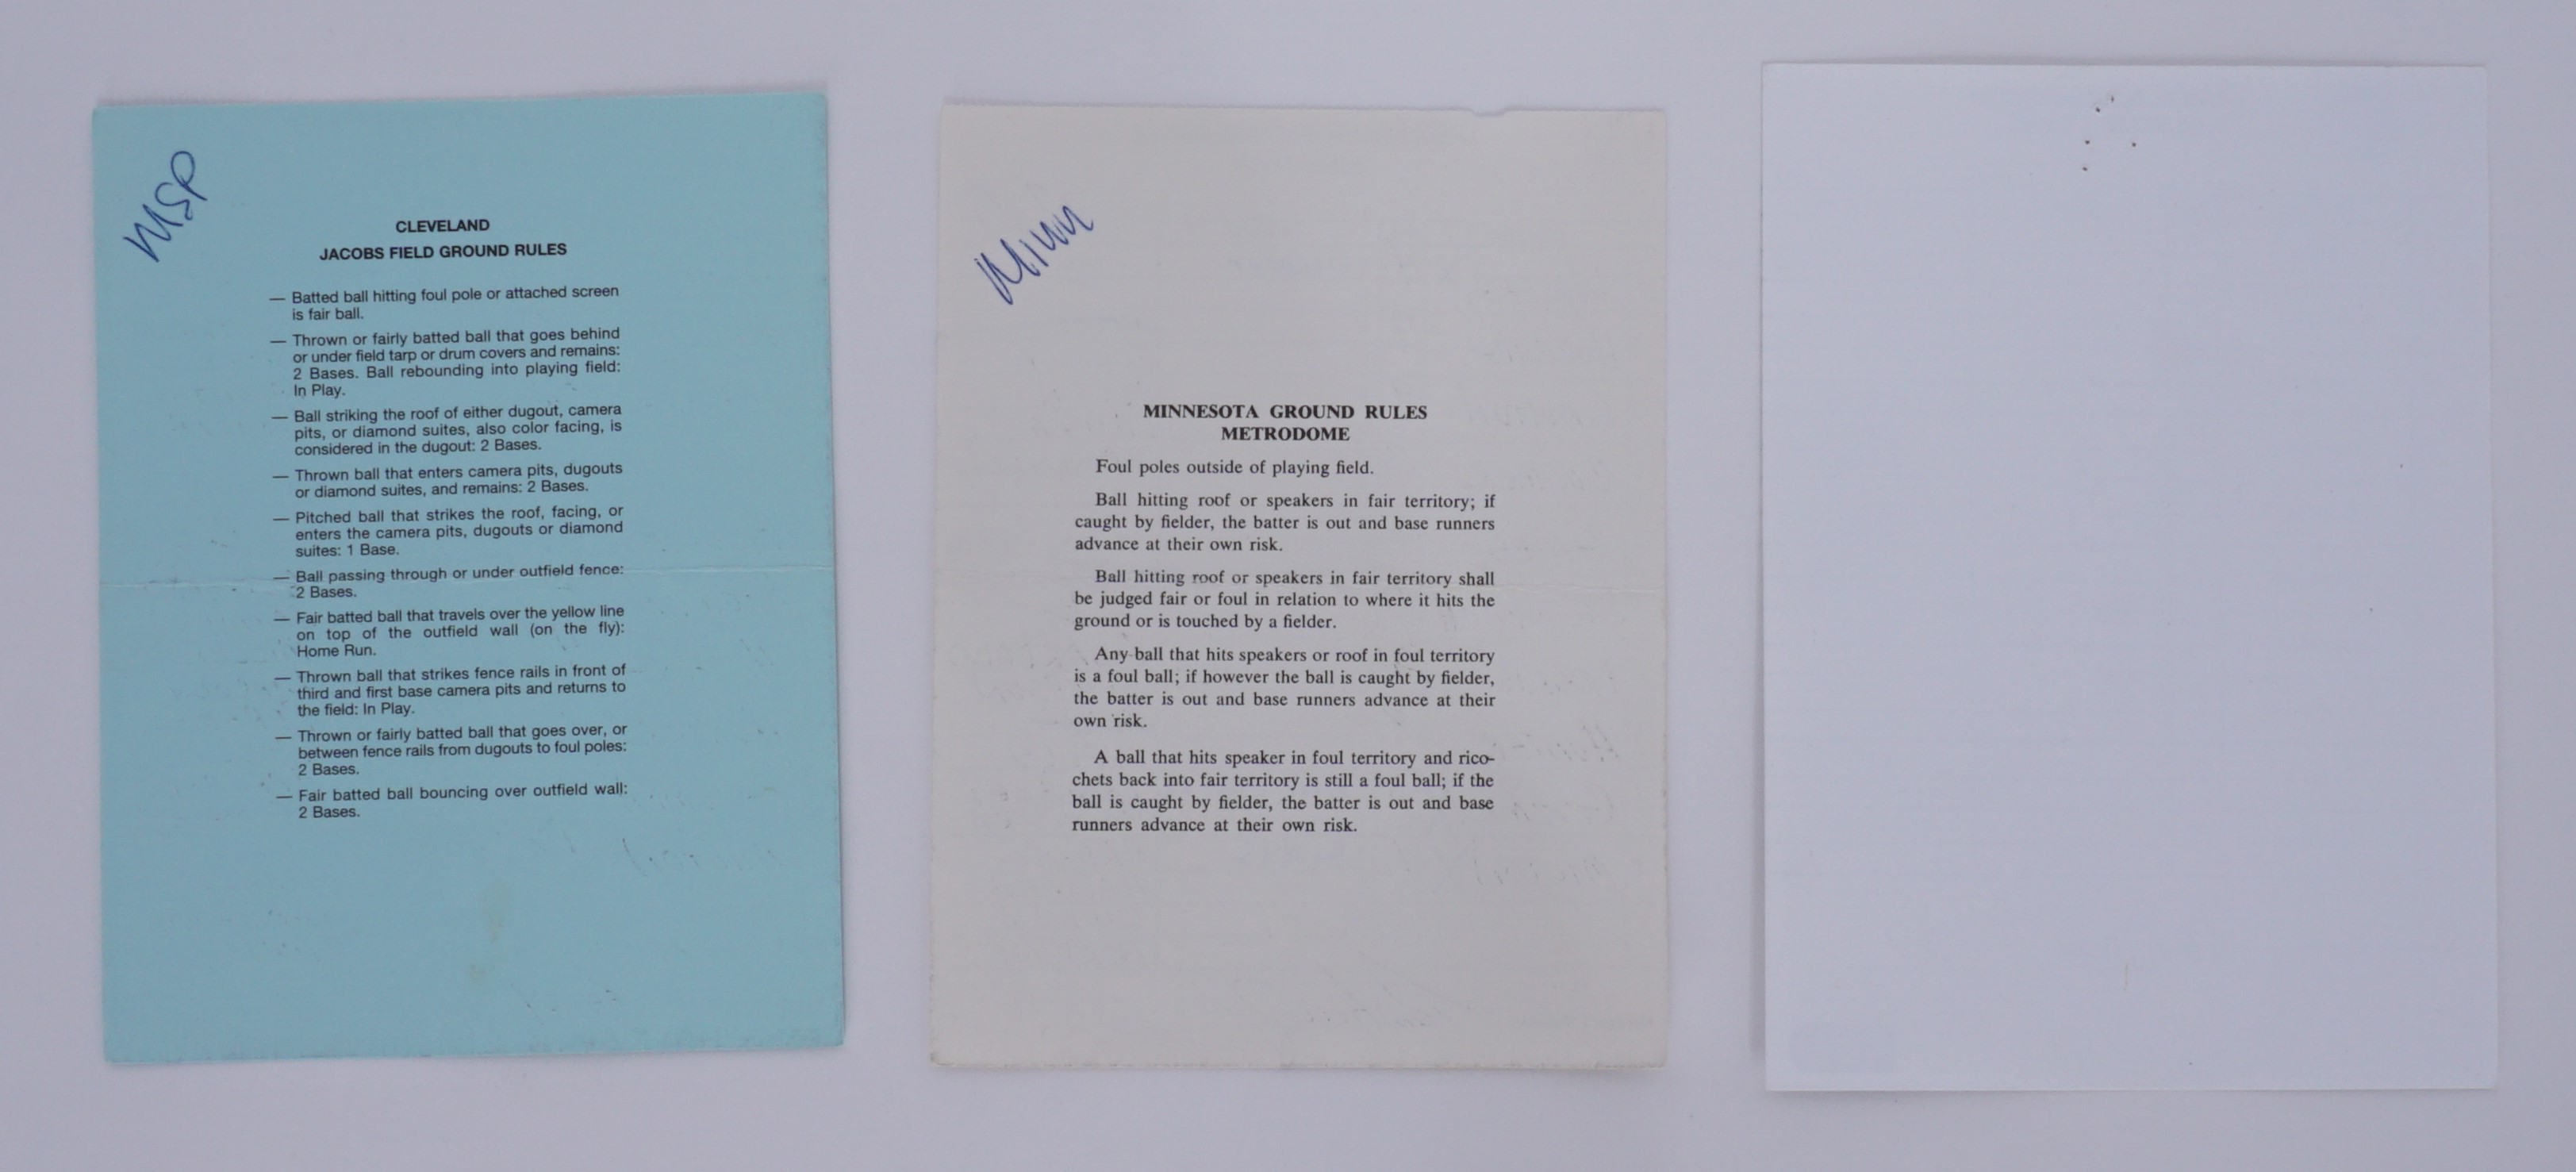 MSP
CLEVELAND
JACOBS FIELD GROUND RULES
— Batted ball hitting foul pole or attached screen
is fair ball.
— Thrown or fairly batted ball that goes behind
or under field tarp or drum covers and remains:
2 Bases. Ball rebounding into playing field:
In Play.
— Ball striking the roof of either dugout, camera
pits, or diamond suites, also color facing, is
considered in the dugout: 2 Bases.
— Thrown ball that enters camera pits, dugouts
or diamond suites, and remains: 2 Bases.
— Pitched ball that strikes the roof, facing, or
enters the camera pits, dugouts or diamond
suites: 1 Base.
— Ball passing through or under outfield fence:
2 Bases.
— Fair batted ball that travels over the yellow line
on top of the outfield wall (on the fly):
Home Run.
— Thrown ball that strikes fence rails in front of
third and first base camera pits and returns to
the field: In Play.
— Thrown or fairly batted ball that goes over, or
between fence rails from dugouts to foul poles:
2 Bases.
— Fair batted ball bouncing over outfield wall:
2 Bases.
Minn
MINNESOTA GROUND RULES
METRODOME
Foul poles outside of playing field.
Ball hitting roof or speakers in fair territory; if
caught by fielder, the batter is out and base runners
advance at their own risk.
Ball hitting roof or speakers in fair territory shall
be judged fair or foul in relation to where it hits the
ground or is touched by a fielder.
Any ball that hits speakers or roof in foul territory
is a foul ball; if however the ball is caught by fielder,
the batter is out and base runners advance at their
own risk.
A ball that hits speaker in foul territory and rico-
chets back into fair territory is still a foul ball; if the
ball is caught by fielder, the batter is out and base
runners advance at their own risk.